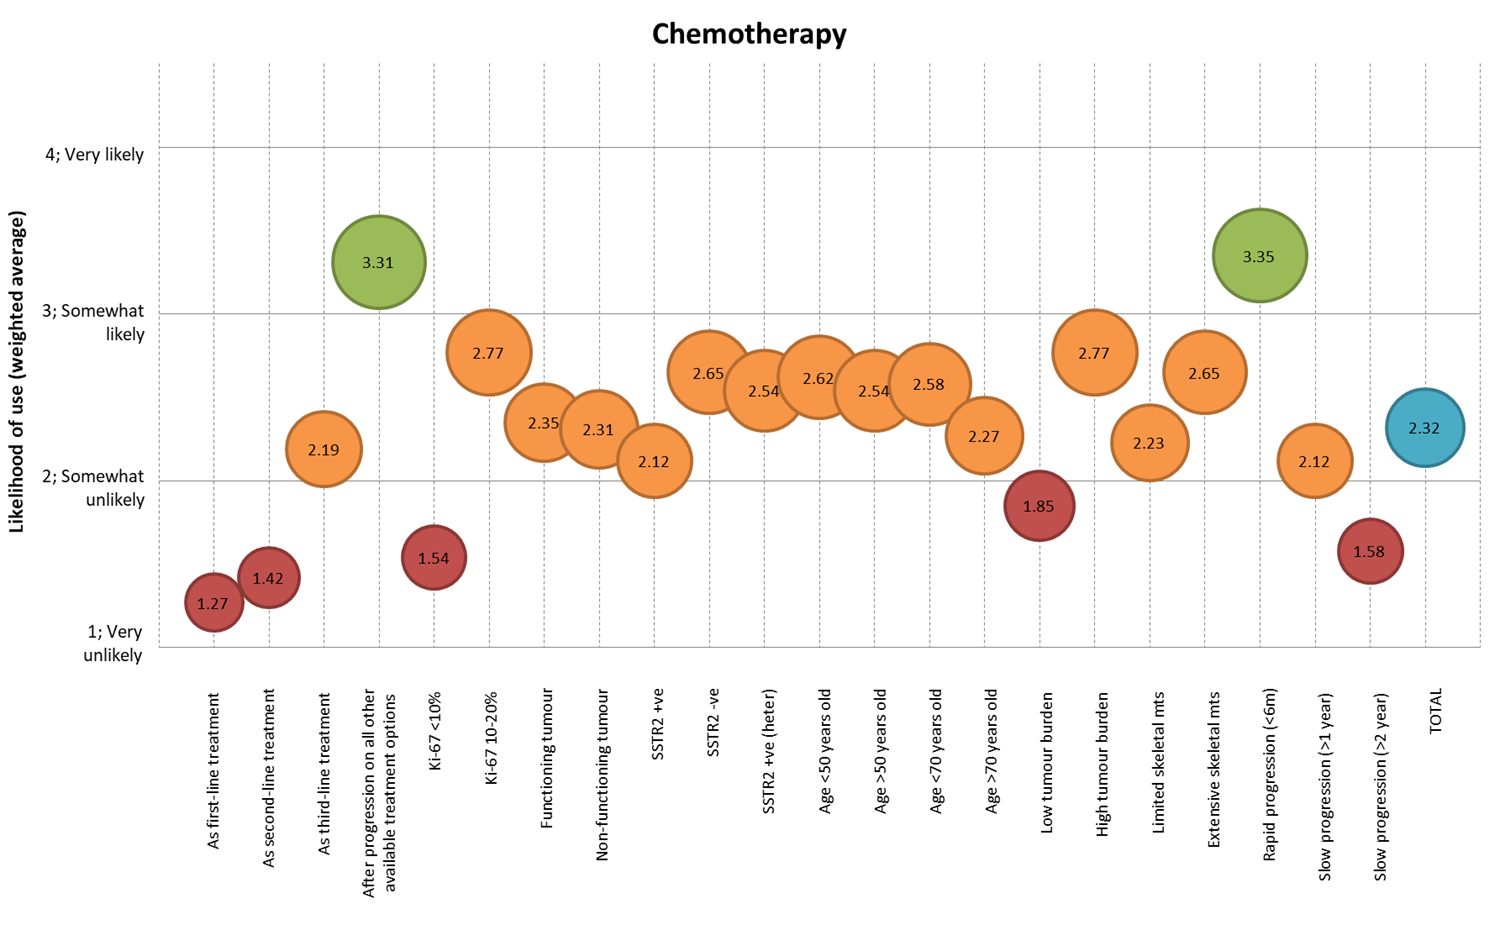 Chemotherapy
Likelihood of use (weighted average)
4; Very likely
3; Somewhat
likely
2; Somewhat
unlikely
1; Very
unlikely
1.27
1.42
2.19
3.31
1.54
2.77
2.35
2.31
2.12
2.65
2.54
2.62
2.54
2.58
2.27
1.85
2.77
2.23
2.65
3.35
2.12
1.58
2.32
As first-line treatment
As second-line treatment
As third-line treatment
After progression on all other
available treatment options
Ki-67 <10%
Ki-67 10-20%
Functioning tumour
Non-functioning tumour
SSTR2 +ve
SSTR2 -ve
SSTR2 +ve (heter)
Age <50 years old
Age >50 years old
Age <70 years old
Age >70 years old
Low tumour burden
High tumour burden
Limited skeletal mts
Extensive skeletal mts
Rapid progression (<6m)
Slow progression (>1 year)
Slow progression (>2 year)
TOTAL